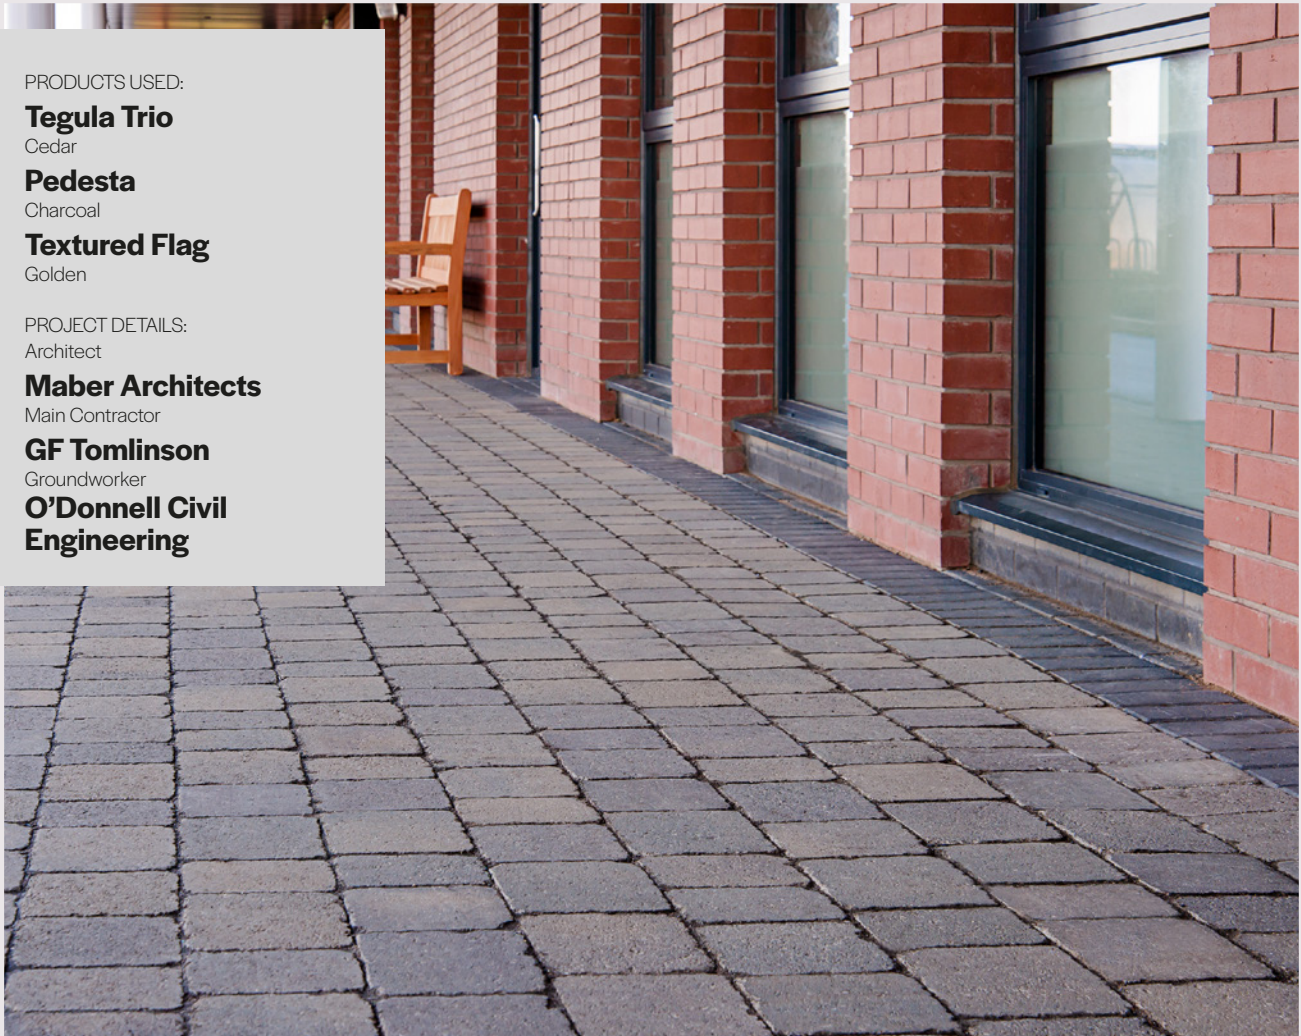 PRODUCTS USED:
Tegula Trio
Cedar
Pedesta
Charcoal
Textured Flag
Golden
PROJECT DETAILS:
Architect
Maber Architects
Main Contractor
GF Tomlinson
Groundworker
O’Donnell Civil
Engineering